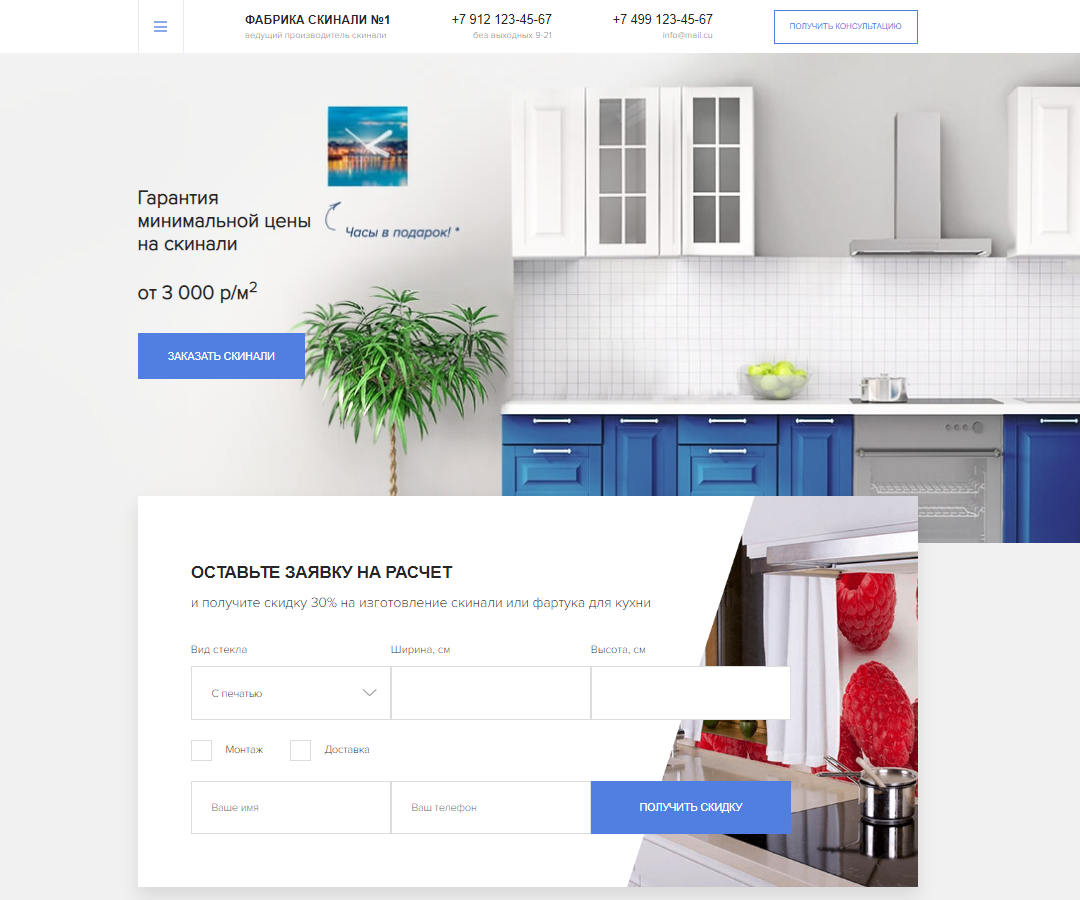 ФАБРИКА СКИНАЛИ №1
ведущий производитель скинали
+7 912 123-45-67
без выходных 9-21
+7 499 123-45-67
info@mail.cu
ПОЛУЧИТЬ КОНСУЛЬТАЦИЮ
Гарантия
минимальной цены
на скинали
Часы в подарок! *
от 3 000 р/м2
ЗАКАЗАТЬ СКИНАЛИ
ОСТАВЬТЕ ЗАЯВКУ НА РАСЧЕТ
и получите скидку 30% на изготовление скинали или фартука для кухни
Вид стекла
Ширина, см
Высота, см
С печатью
Монтаж
Доставка
Ваше имя
Ваш телефон
ПОЛУЧИТЬ СКИДКУ